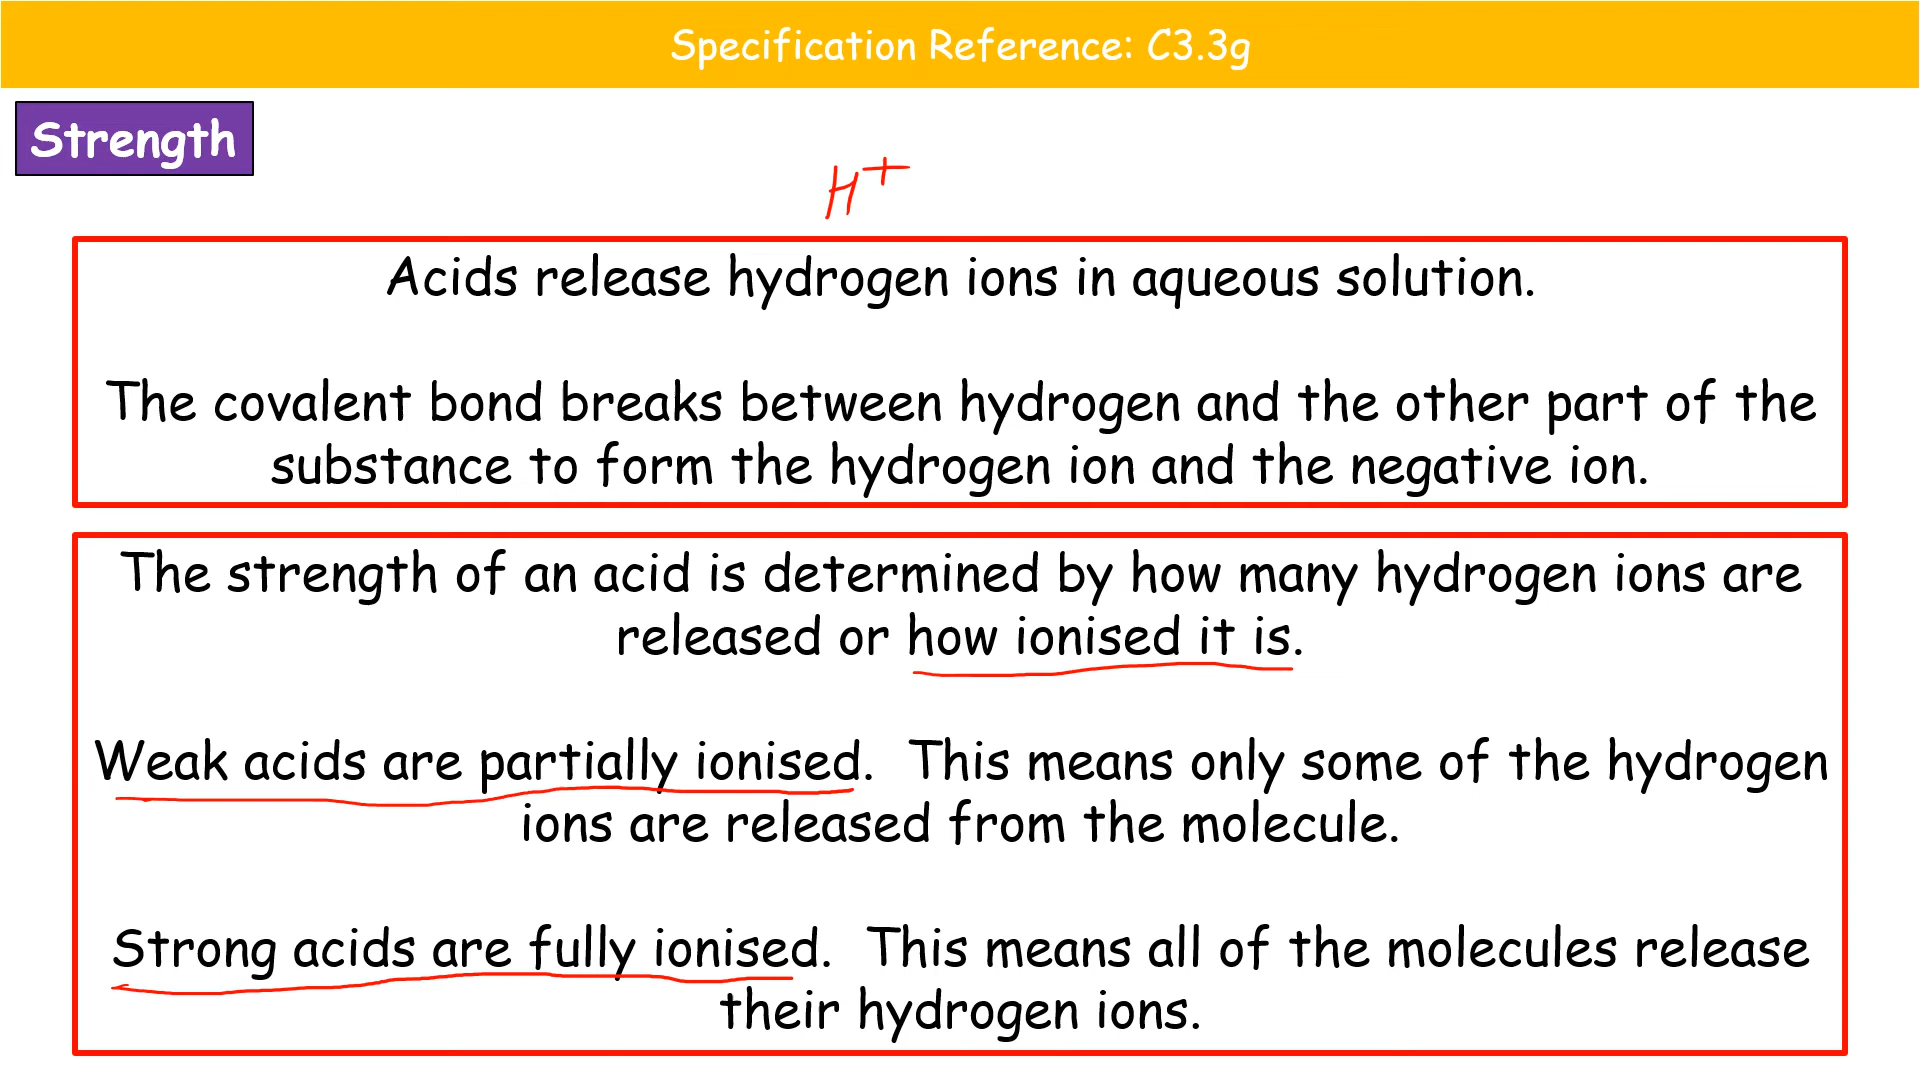 Specification Reference: C3.3g
Strength
H⁺
Acids release hydrogen ions in aqueous solution.
The covalent bond breaks between hydrogen and the other part of the
substance to form the hydrogen ion and the negative ion.
The strength of an acid is determined by how many hydrogen ions are
released or how ionised it is.
Weak acids are partially ionised.  This means only some of the hydrogen
ions are released from the molecule.
Strong acids are fully ionised.  This means all of the molecules release
their hydrogen ions.